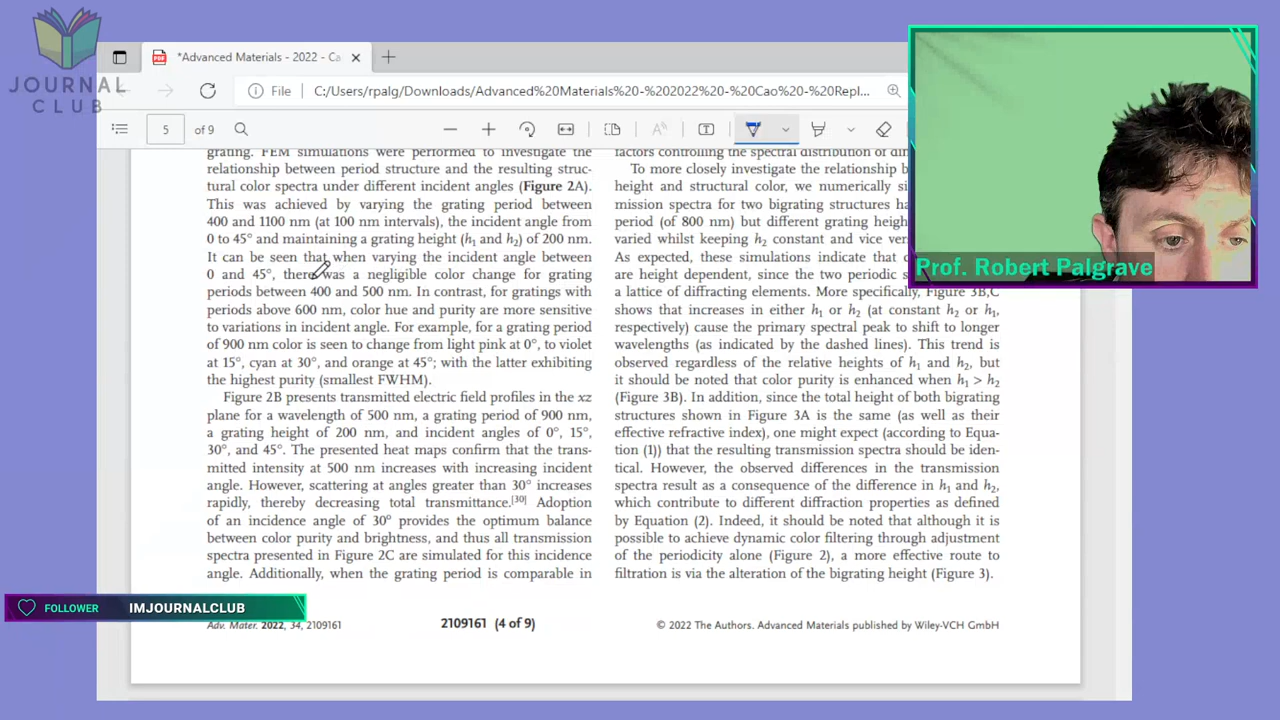 JOURNAL
CLUB
*Advanced Materials - 2022 - Ca
File
C:/Users/rpalg/Downloads/Advanced%20Materials%20-%202022%20-%20Cao%20-%20Repl...
5
of 9
Prof. Robert Palgrave
grating. FEM simulations were performed to investigate the
relationship between period structure and the resulting struc-
tural color spectra under different incident angles (Figure 2A).
This was achieved by varying the grating period between
400 and 1100 nm (at 100 nm intervals), the incident angle from
0 to 45° and maintaining a grating height (h1 and h2) of 200 nm.
It can be seen that when varying the incident angle between
0 and 45°, there was a negligible color change for grating
periods between 400 and 500 nm. In contrast, for gratings with
periods above 600 nm, color hue and purity are more sensitive
to variations in incident angle. For example, for a grating period
of 900 nm color is seen to change from light pink at 0°, to violet
at 15°, cyan at 30°, and orange at 45°; with the latter exhibiting
the highest purity (smallest FWHM).
Figure 2B presents transmitted electric field profiles in the xz
plane for a wavelength of 500 nm, a grating period of 900 nm,
a grating height of 200 nm, and incident angles of 0°, 15°,
30°, and 45°. The presented heat maps confirm that the trans-
mitted intensity at 500 nm increases with increasing incident
angle. However, scattering at angles greater than 30° increases
rapidly, thereby decreasing total transmittance.[30] Adoption
of an incidence angle of 30° provides the optimum balance
between color purity and brightness, and thus all transmission
spectra presented in Figure 2C are simulated for this incidence
angle. Additionally, when the grating period is comparable in
factors controlling the spectral distribution of
To more closely investigate the relationship
height and structural color, we numerically
mission spectra for two bigrating structures
period (of 800 nm) but different grating
varied whilst keeping h2 constant and vice
As expected, these simulations indicate that
are height dependent, since the two periodic
a lattice of diffracting elements. More specifically, Figure 3B,C
shows that increases in either h1 or h2 (at constant h2 or h1,
respectively) cause the primary spectral peak to shift to longer
wavelengths (as indicated by the dashed lines). This trend is
observed regardless of the relative heights of h1 and h2, but
it should be noted that color purity is enhanced when h1 > h2
(Figure 3B). In addition, since the total height of both bigrating
structures shown in Figure 3A is the same (as well as their
effective refractive index), one might expect (according to Equa-
tion (1)) that the resulting transmission spectra should be iden-
tical. However, the observed differences in the transmission
spectra result as a consequence of the difference in h1 and h2,
which contribute to different diffraction properties as defined
by Equation (2). Indeed, it should be noted that although it is
possible to achieve dynamic color filtering through adjustment
of the periodicity alone (Figure 2), a more effective route to
filtration is via the alteration of the bigrating height (Figure 3).
FOLLOWER
IMJOURNALCLUB
Adv. Mater. 2022, 34, 2109161
2109161 (4 of 9)
© 2022 The Authors. Advanced Materials published by Wiley-VCH GmbH